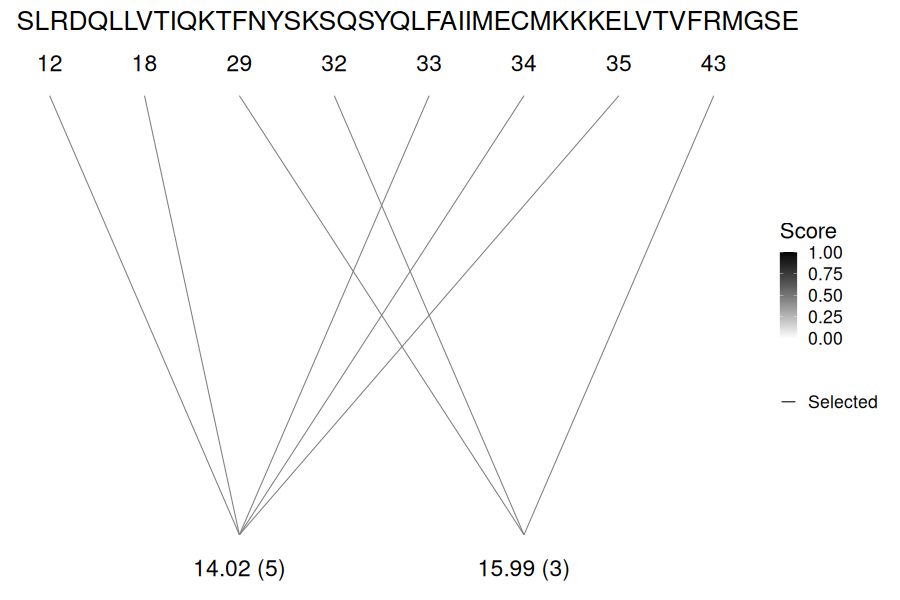 SLRDQLLVTIQKTFNYSKSQSYQLFAIIMECMKKKELVTVFRMGSE
12 18 29 32 33 34 35 43
Score
1.00
0.75
0.50
0.25
0.00
Selected
14.02 (5) 15.99 (3)